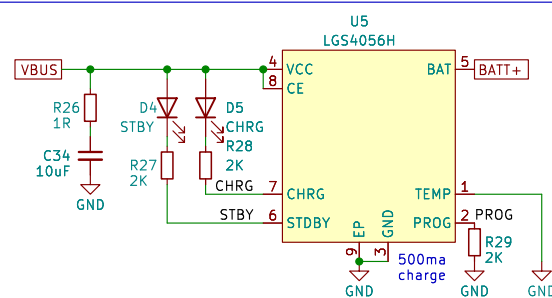 U5
LGS4056H
VBUS
4
VCC
8
CE
BAT
5
BATT+
R26
1R
D4
STBY
D5
CHRG
C34
10uF
R27
2K
R28
2K
GND
CHRG
7
CHRG
STBY
6
STDBY
TEMP
1
PROG
2
PROG
EP
9
GND
3
R29
2K
500ma
charge
GND
GND
GND